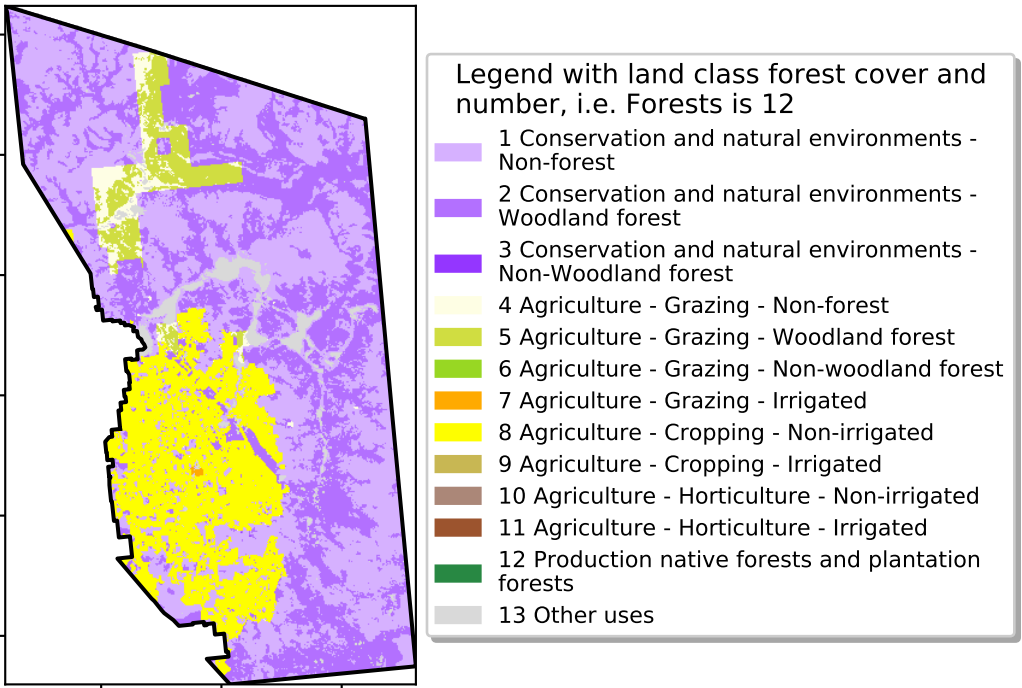 Legend with land class forest cover and
number, i.e. Forests is 12
1 Conservation and natural environments -
Non-forest
2 Conservation and natural environments -
Woodland forest
3 Conservation and natural environments -
Non-Woodland forest
4 Agriculture - Grazing - Non-forest
5 Agriculture - Grazing - Woodland forest
6 Agriculture - Grazing - Non-woodland forest
7 Agriculture - Grazing - Irrigated
8 Agriculture - Cropping - Non-irrigated
9 Agriculture - Cropping - Irrigated
10 Agriculture - Horticulture - Non-irrigated
11 Agriculture - Horticulture - Irrigated
12 Production native forests and plantation
forests
13 Other uses